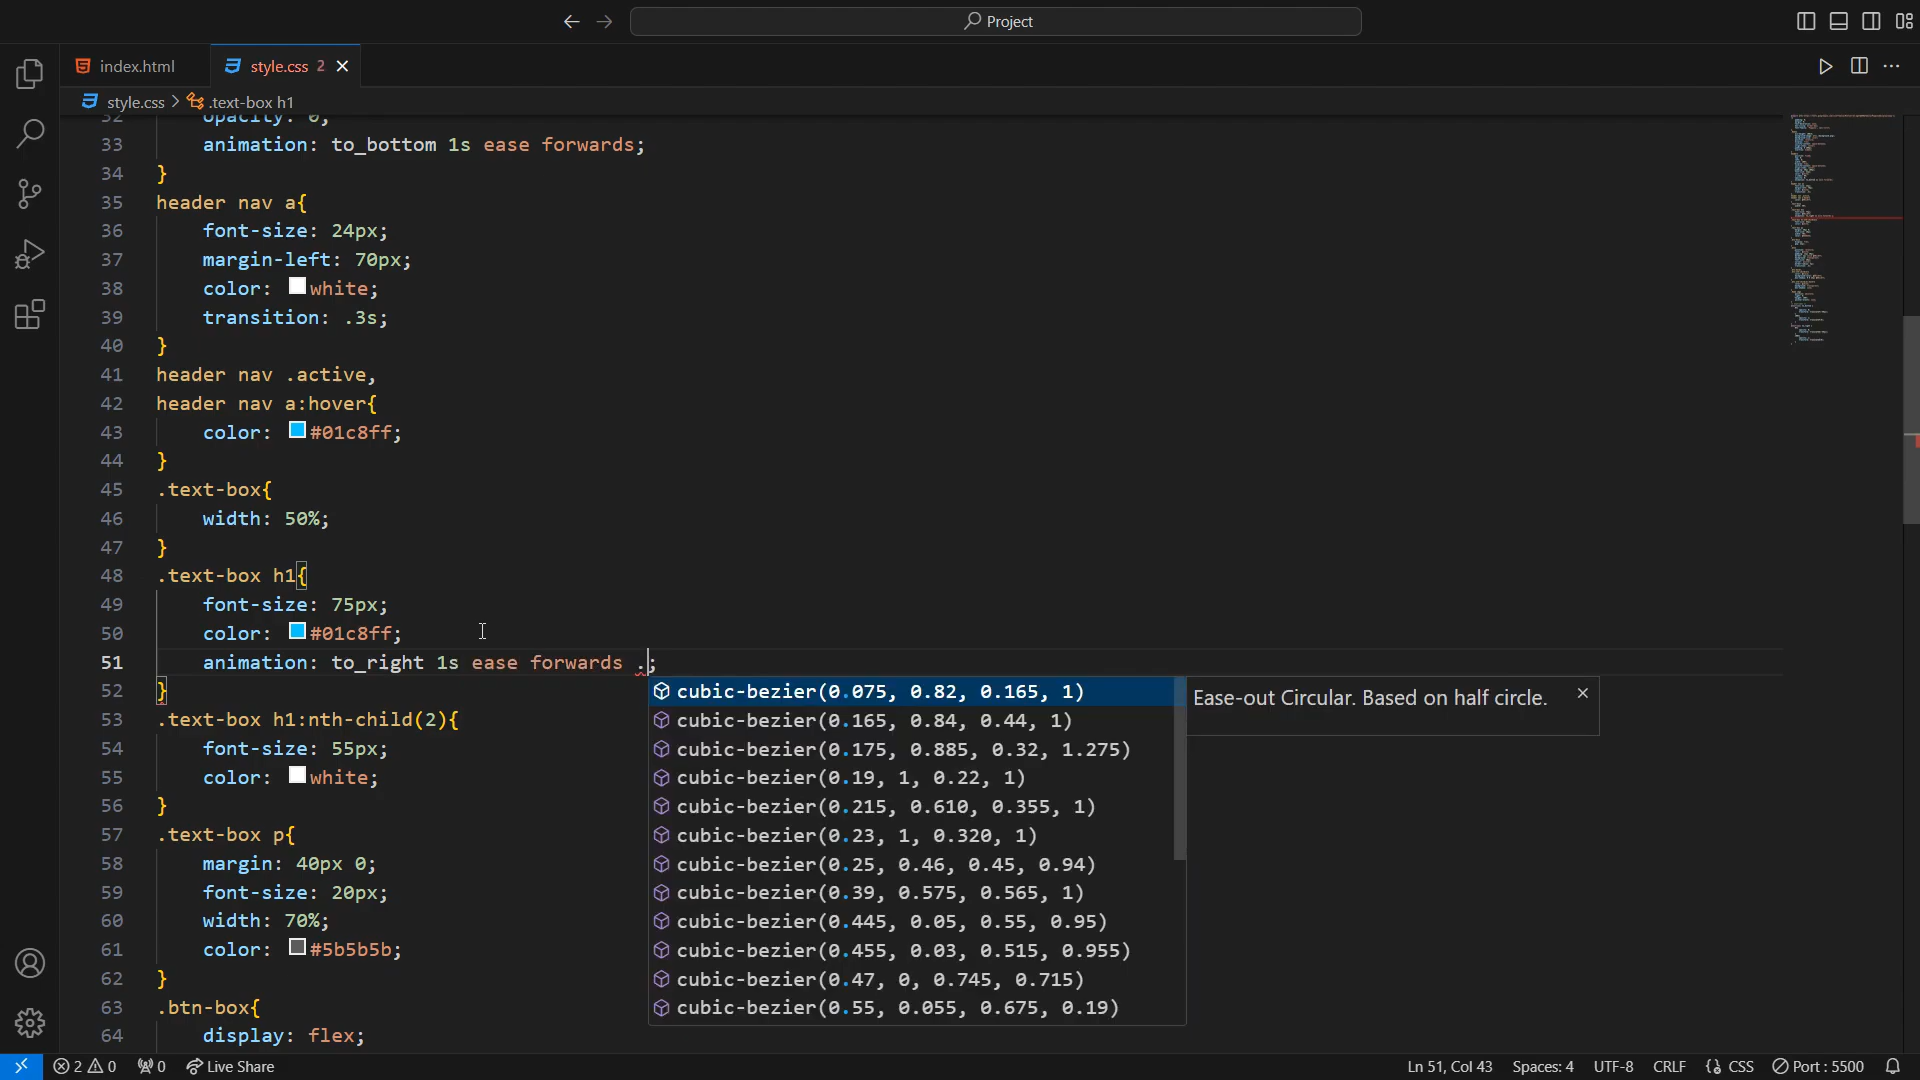 Project
index.html
style.css 2
style.css > .text-box h1
32 opacity: 0;
33 animation: to_bottom 1s ease forwards;
34 }
35 header nav a{
36 font-size: 24px;
37 margin-left: 70px;
38 color: white;
39 transition: .3s;
40 }
41 header nav .active,
42 header nav a:hover{
43 color: #01c8ff;
44 }
45 .text-box{
46 width: 50%;
47 }
48 .text-box h1{
49 font-size: 75px;
50 color: #01c8ff;
51 animation: to_right 1s ease forwards .;
52 }
53 .text-box h1:nth-child(2){
54 font-size: 55px;
55 color: white;
56 }
57 .text-box p{
58 margin: 40px 0;
59 font-size: 20px;
60 width: 70%;
61 color: #5b5b5b;
62 }
63 .btn-box{
64 display: flex;
cubic-bezier(0.075, 0.82, 0.165, 1)
cubic-bezier(0.165, 0.84, 0.44, 1)
cubic-bezier(0.175, 0.885, 0.32, 1.275)
cubic-bezier(0.19, 1, 0.22, 1)
cubic-bezier(0.215, 0.610, 0.355, 1)
cubic-bezier(0.23, 1, 0.320, 1)
cubic-bezier(0.25, 0.46, 0.45, 0.94)
cubic-bezier(0.39, 0.575, 0.565, 1)
cubic-bezier(0.445, 0.05, 0.55, 0.95)
cubic-bezier(0.455, 0.03, 0.515, 0.955)
cubic-bezier(0.47, 0, 0.745, 0.715)
cubic-bezier(0.55, 0.055, 0.675, 0.19)
Ease-out Circular. Based on half circle.
2 0 0 Live Share Ln 51, Col 43 Spaces: 4 UTF-8 CRLF CSS Port : 5500